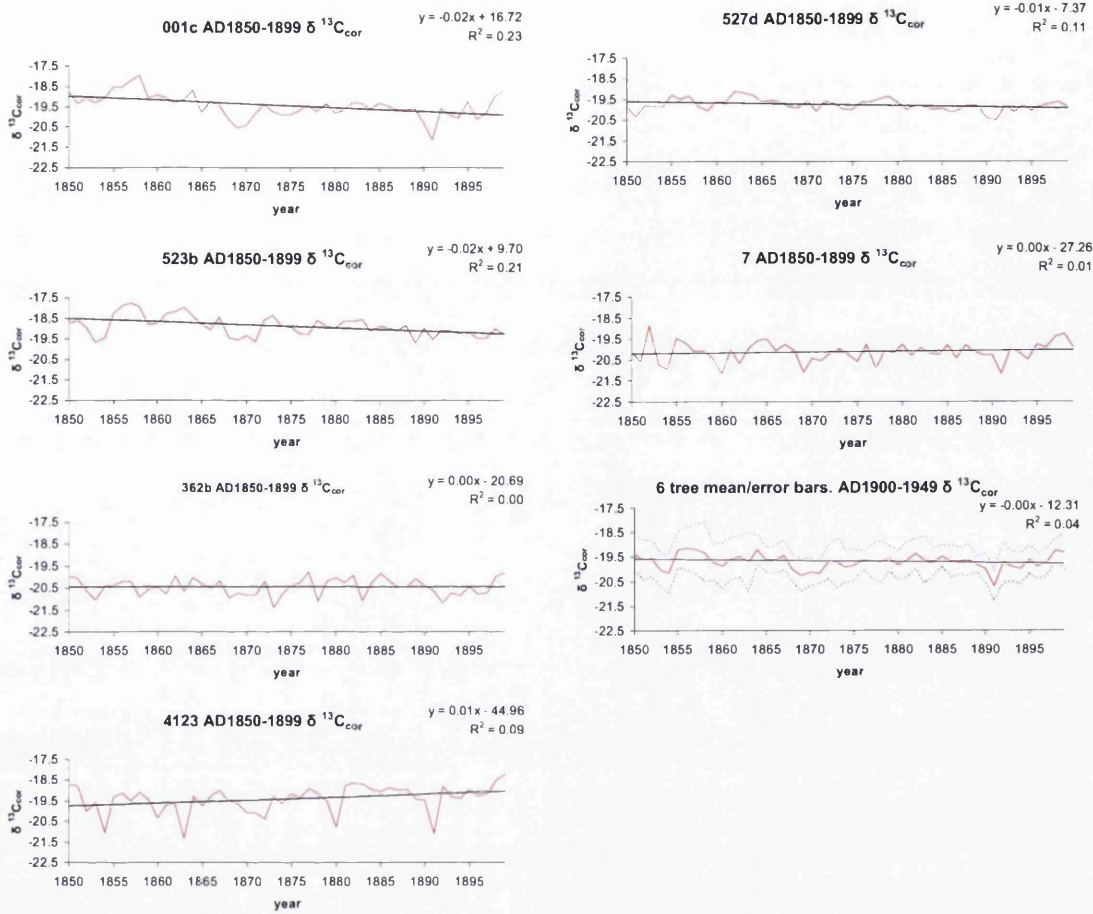 001c AD1850-1899 δ ¹³Ccor
y = -0.02x + 16.72
R² = 0.23
δ ¹³Ccor
-17.5
-18.5
-19.5
-20.5
-21.5
-22.5
1850 1855 1860 1865 1870 1875 1880 1885 1890 1895
year
527d AD1850-1899 δ ¹³Ccor
y = -0.01x - 7.37
R² = 0.11
δ ¹³Ccor
-17.5
-18.5
-19.5
-20.5
-21.5
-22.5
1850 1855 1860 1865 1870 1875 1880 1885 1890 1895
year
523b AD1850-1899 δ ¹³Ccor
y = -0.02x + 9.70
R² = 0.21
δ ¹³Ccor
-17.5
-18.5
-19.5
-20.5
-21.5
-22.5
1850 1855 1860 1865 1870 1875 1880 1885 1890 1895
year
7 AD1850-1899 δ ¹³Ccor
y = 0.00x - 27.26
R² = 0.01
δ ¹³Ccor
-17.5
-18.5
-19.5
-20.5
-21.5
-22.5
1850 1855 1860 1865 1870 1875 1880 1885 1890 1895
year
362b AD1850-1899 δ ¹³Ccor
y = 0.00x - 20.69
R² = 0.00
δ ¹³Ccor
-17.5
-18.5
-19.5
-20.5
-21.5
-22.5
1850 1855 1860 1865 1870 1875 1880 1885 1890 1895
year
6 tree mean/error bars. AD1900-1949 δ ¹³Ccor
y = -0.00x - 12.31
R² = 0.04
δ ¹³Ccor
-17.5
-18.5
-19.5
-20.5
-21.5
-22.5
1850 1855 1860 1865 1870 1875 1880 1885 1890 1895
year
4123 AD1850-1899 δ ¹³Ccor
y = 0.01x - 44.96
R² = 0.09
δ ¹³Ccor
-17.5
-18.5
-19.5
-20.5
-21.5
-22.5
1850 1855 1860 1865 1870 1875 1880 1885 1890 1895
year